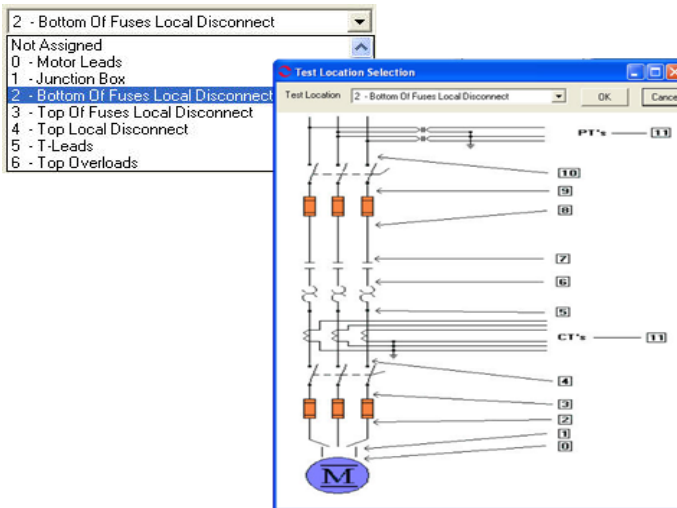 2 - Bottom Of Fuses Local Disconnect
Not Assigned
0 - Motor Leads
1 - Junction Box
2 - Bottom Of Fuses Local Disconnect
3 - Top Of Fuses Local Disconnect
4 - Top Local Disconnect
5 - T-Leads
6 - Top Overloads
Test Location Selection
Test Location 2 - Bottom Of Fuses Local Disconnect OK Cance
PT's 11
10
9
8
7
6
5
CT's 11
4
3
2
1
0
M